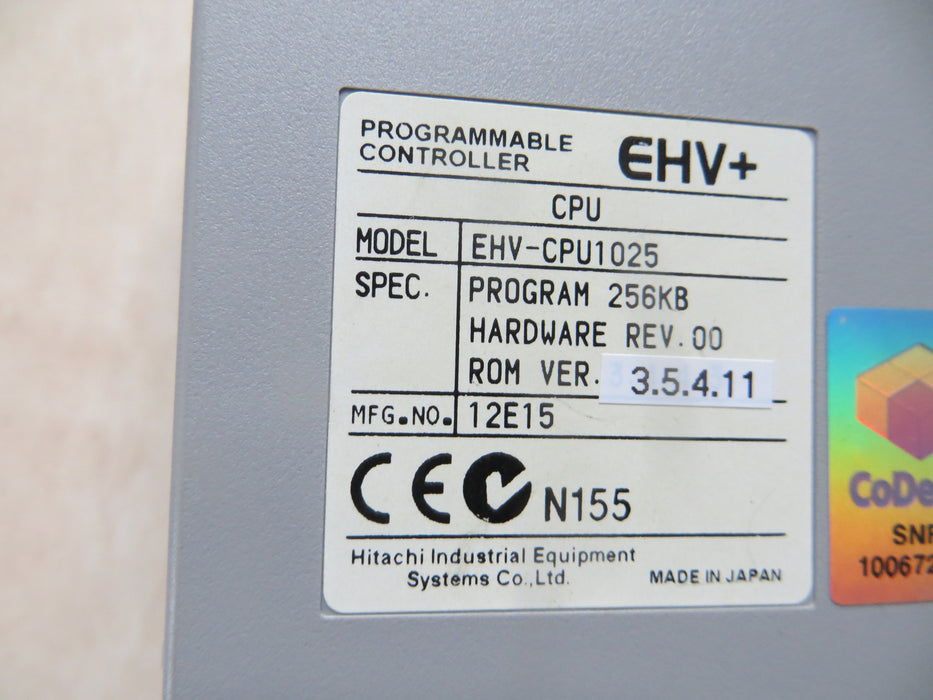 PROGRAMMABLE
CONTROLLER
EHV+
CPU
MODEL EHV-CPU1025
SPEC. PROGRAM 256KB
HARDWARE REV.00
ROM VER. 3.5.4.11
MFG.NO. 12E15
CE N155
Hitachi Industrial Equipment
Systems Co.,Ltd.
MADE IN JAPAN